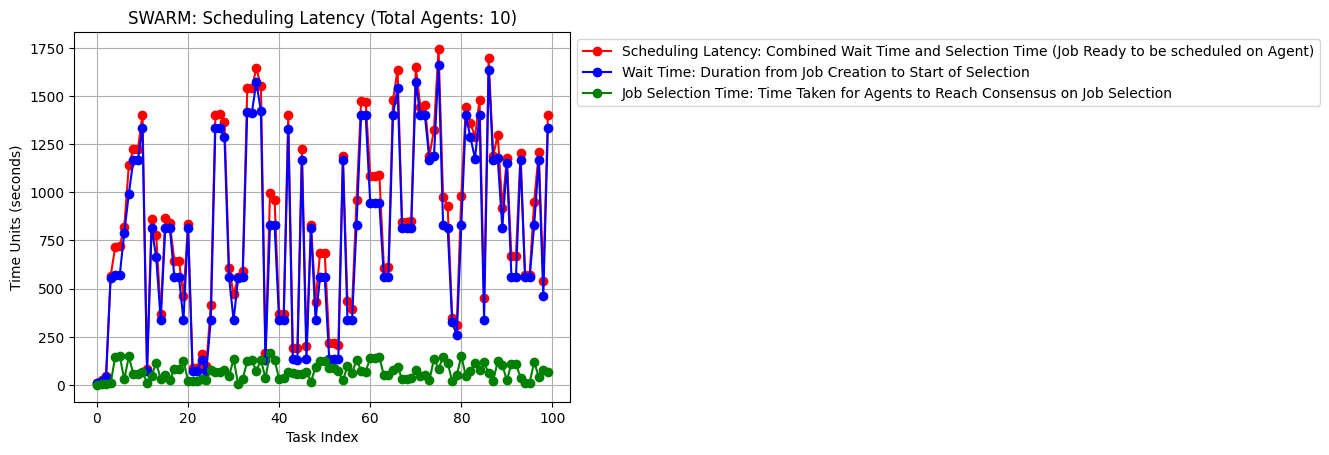 SWARM: Scheduling Latency (Total Agents: 10)
Scheduling Latency: Combined Wait Time and Selection Time (Job Ready to be scheduled on Agent)
Wait Time: Duration from Job Creation to Start of Selection
Job Selection Time: Time Taken for Agents to Reach Consensus on Job Selection
Time Units (seconds)
1750
1500
1250
1000
750
500
250
0
0 20 40 60 80 100
Task Index